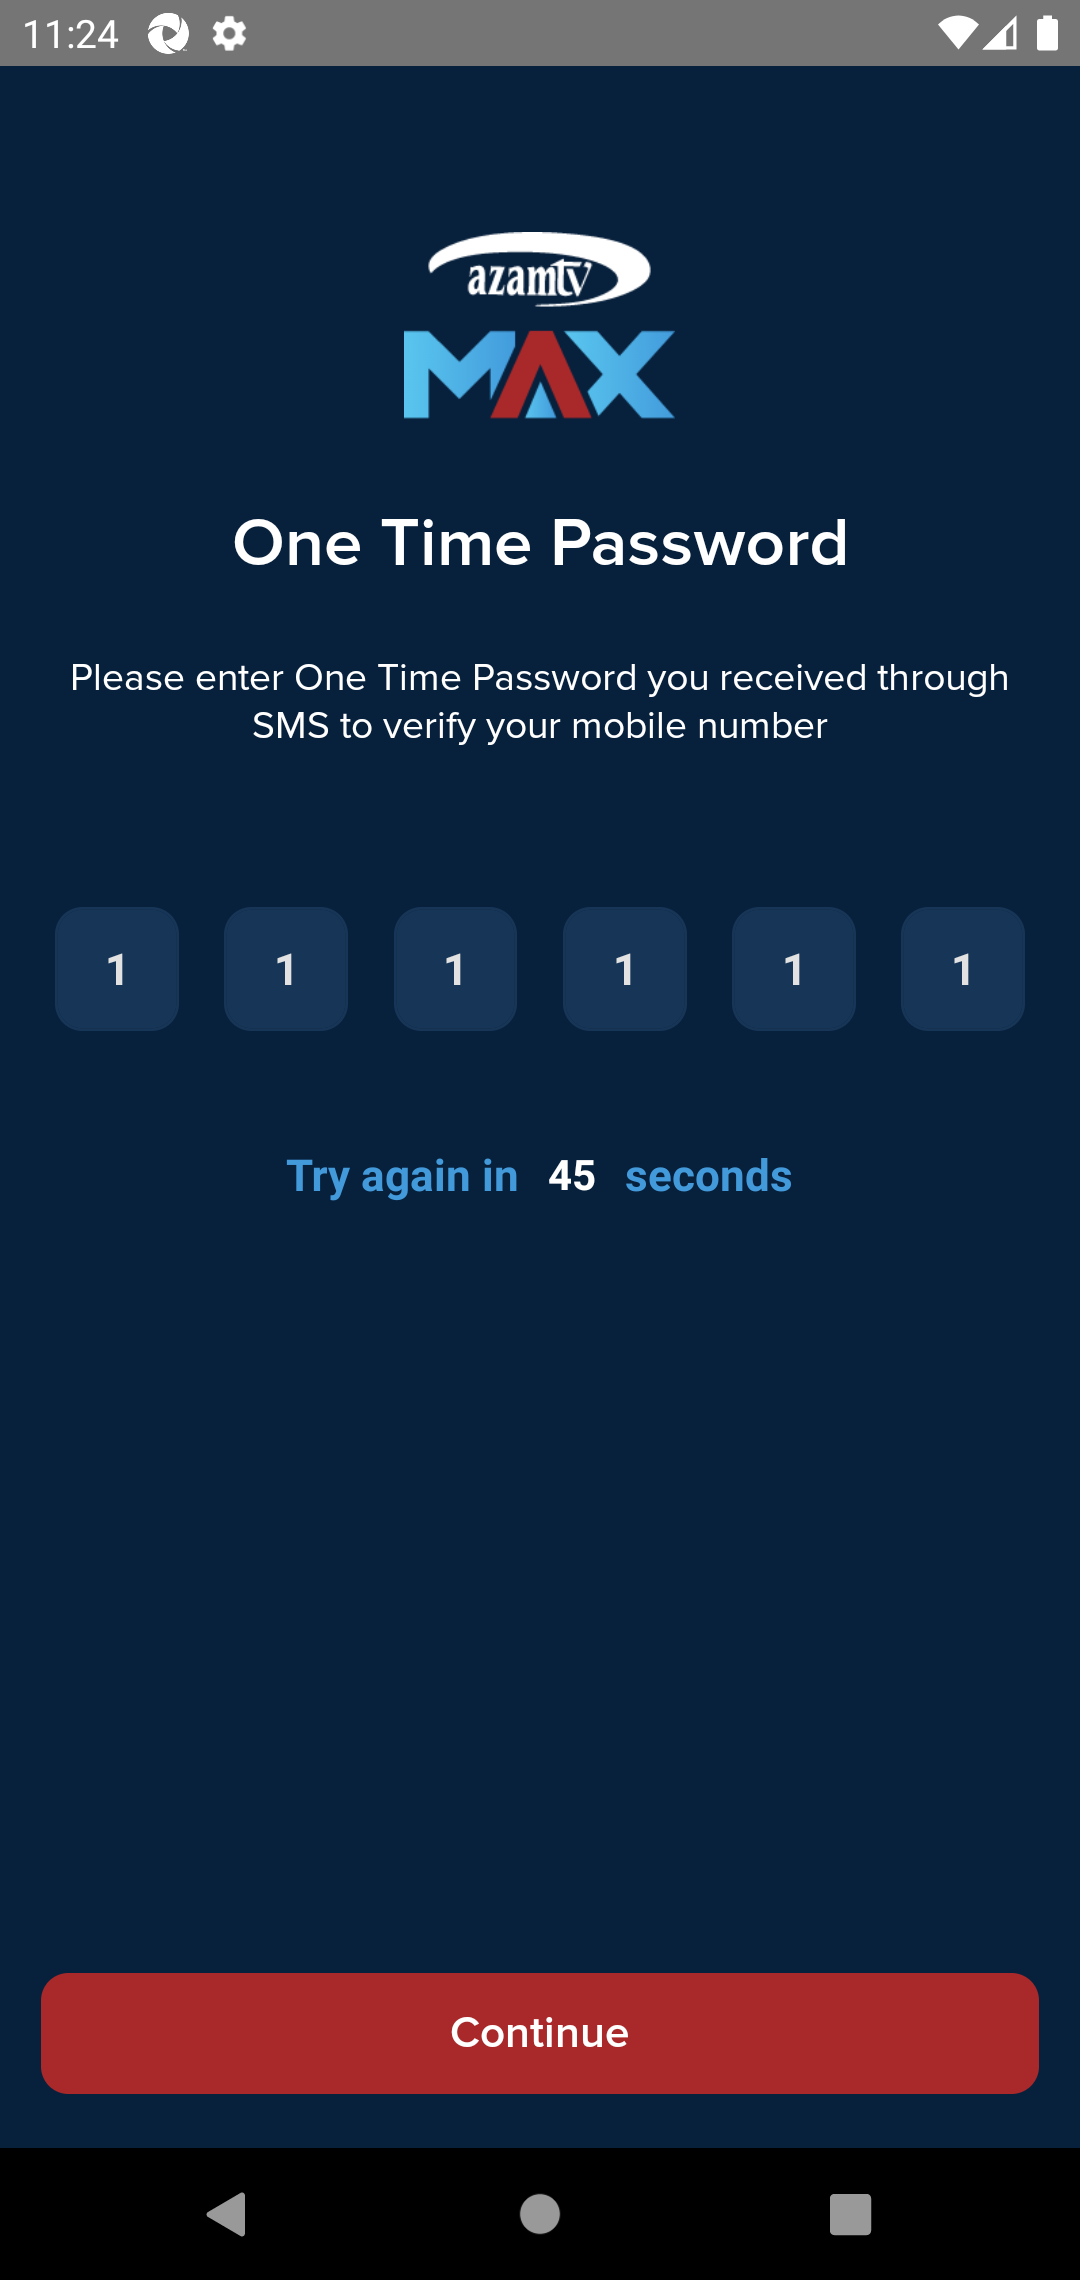 11:24
azamtv
MAX
One Time Password
Please enter One Time Password you received through
SMS to verify your mobile number
1 1 1 1 1 1
Try again in 45 seconds
Continue